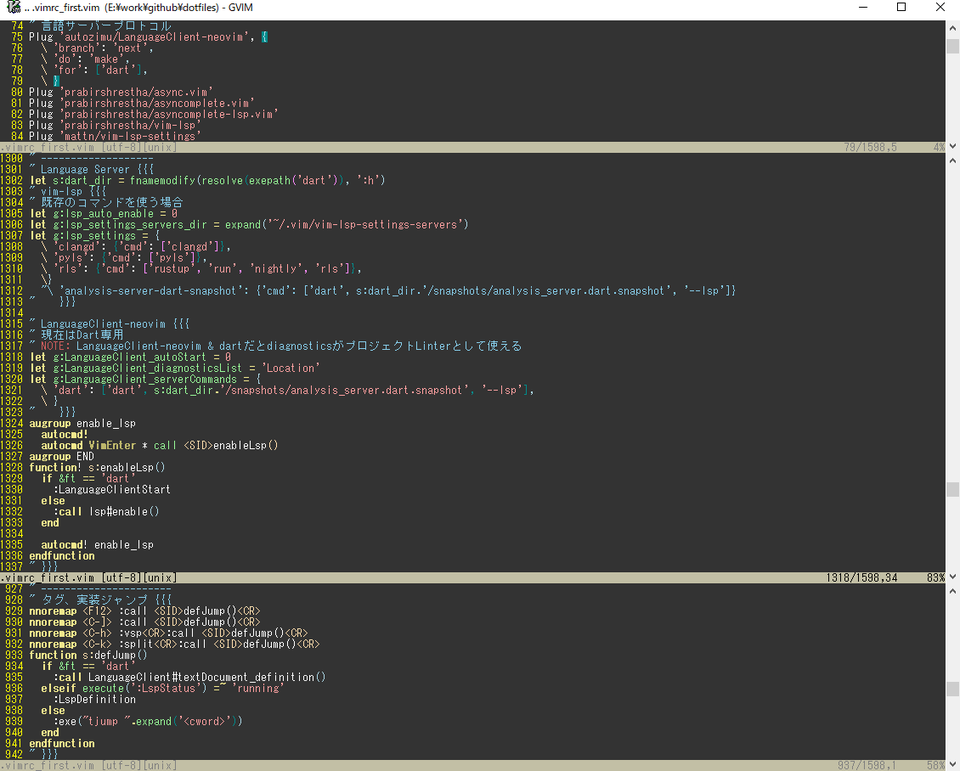 .. .vimrc_first.vim (E:¥work¥github¥dotfiles) - GVIM
74 " 言語サーバープロトコル
75 Plug 'autozimu/LanguageClient-neovim', {
76   \ 'branch': 'next',
77   \ 'do': 'make',
78   \ 'for': ['dart'],
79   \ }
80 Plug 'prabirshrestha/async.vim'
81 Plug 'prabirshrestha/asyncomplete.vim'
82 Plug 'prabirshrestha/asyncomplete-lsp.vim'
83 Plug 'prabirshrestha/vim-lsp'
84 Plug 'mattn/vim-lsp-settings'
.vimrc_first.vim [utf-8][unix] 79/1598,5 4%
1300 " -------------------
1301 " Language Server {{{
1302 let s:dart_dir = fnamemodify(resolve(exepath('dart')), ':h')
1303 " vim-lsp {{{
1304 " 既存のコマンドを使う場合
1305 let g:lsp_auto_enable = 0
1306 let g:lsp_settings_servers_dir = expand('~/.vim/vim-lsp-settings-servers')
1307 let g:lsp_settings = {
1308   \ 'clangd': {'cmd': ['clangd']},
1309   \ 'pyls': {'cmd': ['pyls']},
1310   \ 'rls': {'cmd': ['rustup', 'run', 'nightly', 'rls']},
1311   \}
1312   "\ 'analysis-server-dart-snapshot': {'cmd': ['dart', s:dart_dir.'/snapshots/analysis_server.dart.snapshot', '--lsp']}
1313 "    }}}
1314
1315 " LanguageClient-neovim {{{
1316 " 現在はDart専用
1317 " NOTE: LanguageClient-neovim & dartだとdiagnosticsがプロジェクトLinterとして使える
1318 let g:LanguageClient_autoStart = 0
1319 let g:LanguageClient_diagnosticsList = 'Location'
1320 let g:LanguageClient_serverCommands = {
1321   \ 'dart': ['dart', s:dart_dir.'/snapshots/analysis_server.dart.snapshot', '--lsp'],
1322   \ }
1323 "    }}}
1324 augroup enable_lsp
1325   autocmd!
1326   autocmd VimEnter * call <SID>enableLsp()
1327 augroup END
1328 function! s:enableLsp()
1329   if &ft == 'dart'
1330     :LanguageClientStart
1331   else
1332     :call lsp#enable()
1333   end
1334
1335   autocmd! enable_lsp
1336 endfunction
1337 " }}}
.vimrc_first.vim [utf-8][unix] 1318/1598,34 83%
927 " ----------------------
928 " タグ、実装ジャンプ {{{
929 nnoremap <F12> :call <SID>defJump()<CR>
930 nnoremap <C-]> :call <SID>defJump()<CR>
931 nnoremap <C-h> :vsp<CR>:call <SID>defJump()<CR>
932 nnoremap <C-k> :split<CR>:call <SID>defJump()<CR>
933 function s:defJump()
934   if &ft == 'dart'
935     :call LanguageClient#textDocument_definition()
936   elseif execute(':LspStatus') =~ 'running'
937     :LspDefinition
938   else
939     :exe("tjump ".expand('<cword>'))
940   end
941 endfunction
942 " }}}
.vimrc_first.vim [utf-8][unix] 937/1598,1 58%